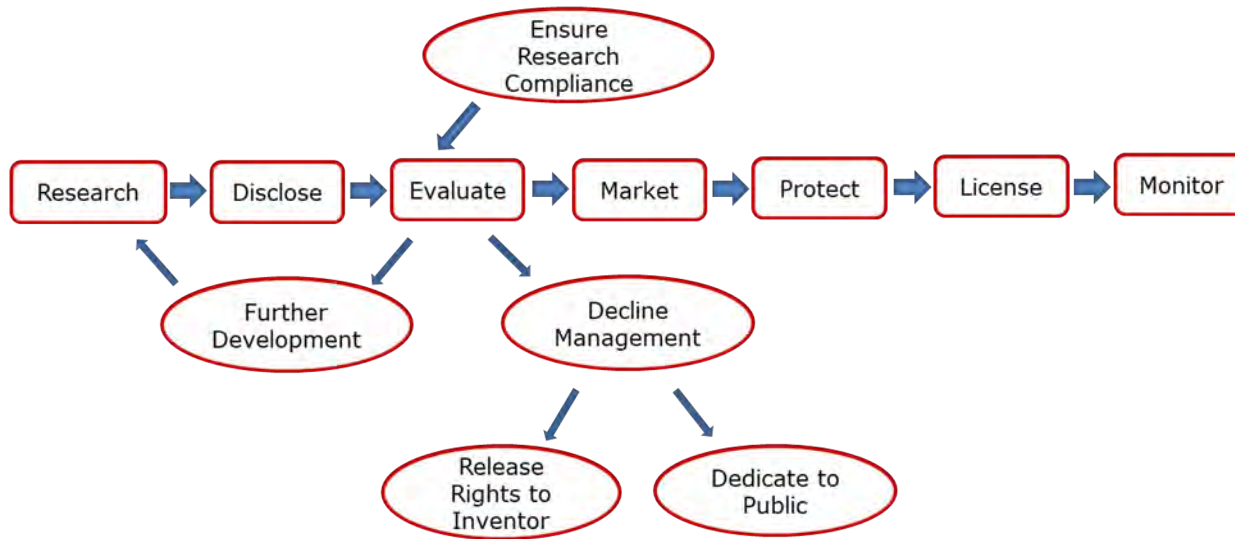 Ensure
Research
Compliance
Research
Disclose
Evaluate
Market
Protect
License
Monitor
Further
Development
Decline
Management
Release
Rights to
Inventor
Dedicate to
Public